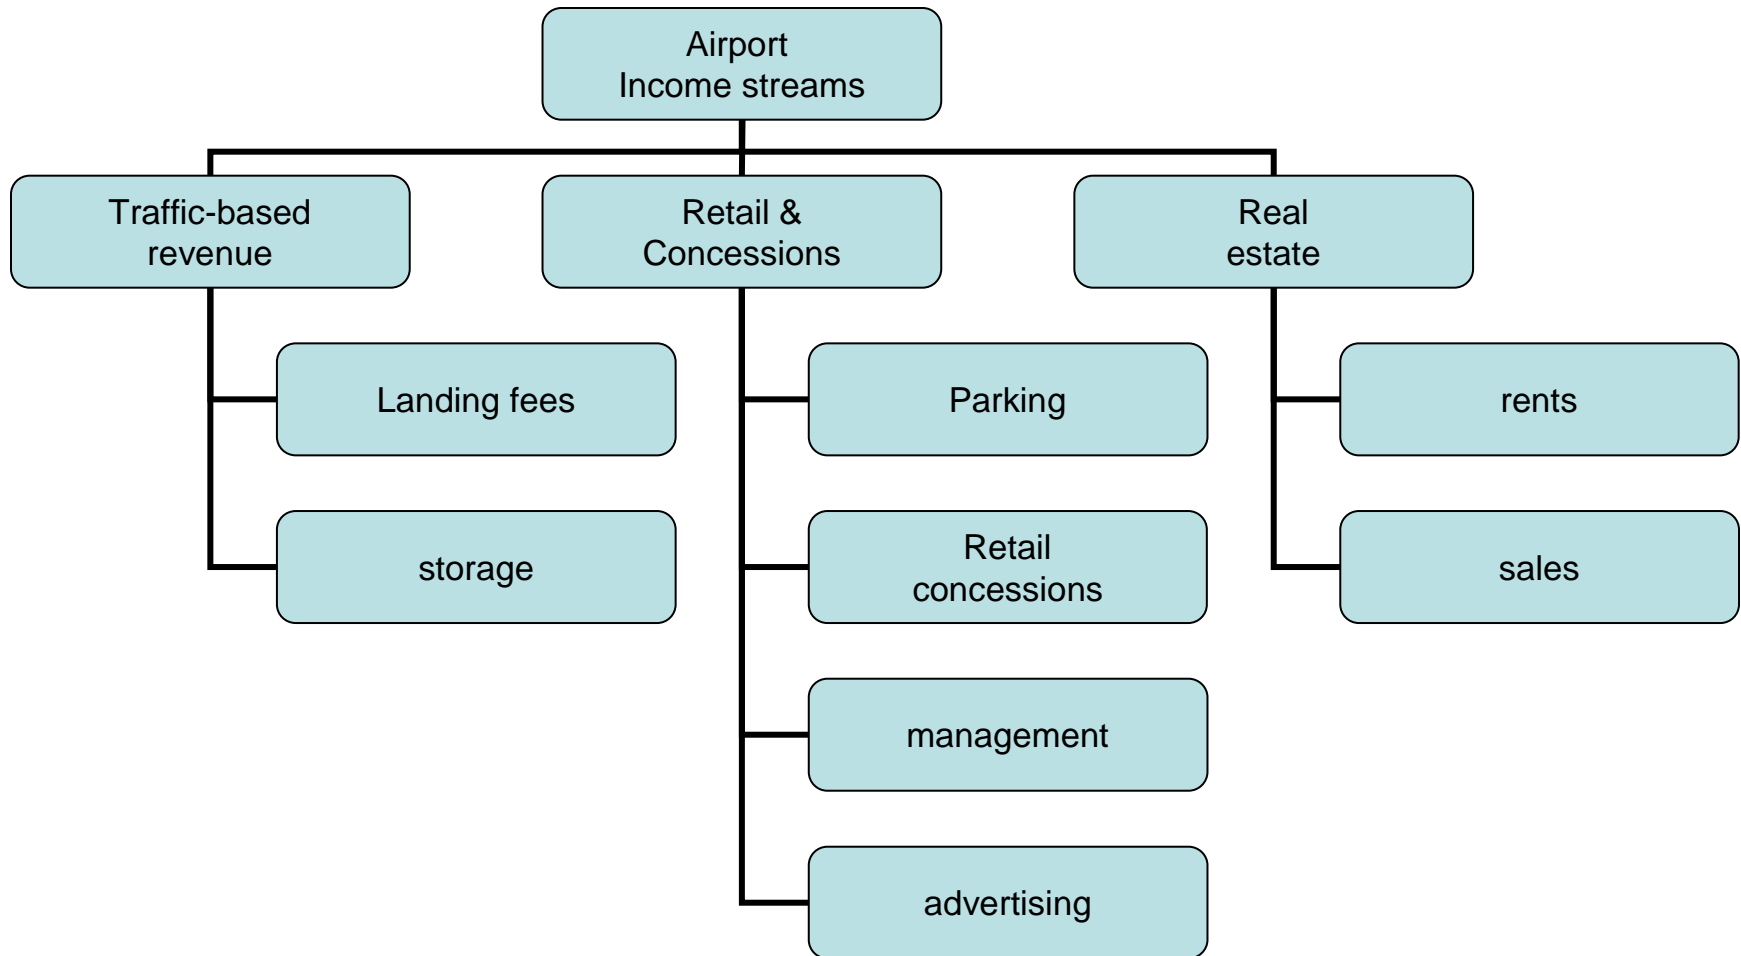 Airport
Income streams
Traffic-based
revenue
Retail &
Concessions
Real
estate
Landing fees
Parking
rents
storage
Retail
concessions
sales
management
advertising